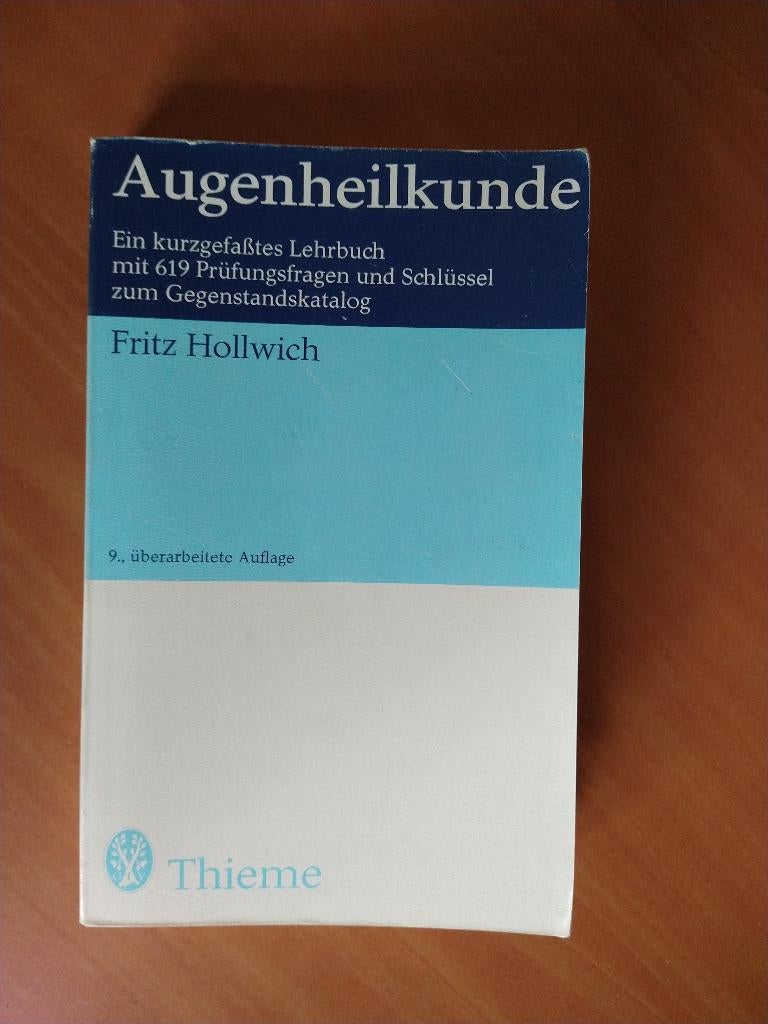 Augenheilkunde
Ein kurzgefaßtes Lehrbuch
mit 619 Prüfungsfragen und Schlüssel
zum Gegenstandskatalog
Fritz Hollwich
9., überarbeitete Auflage
Thieme